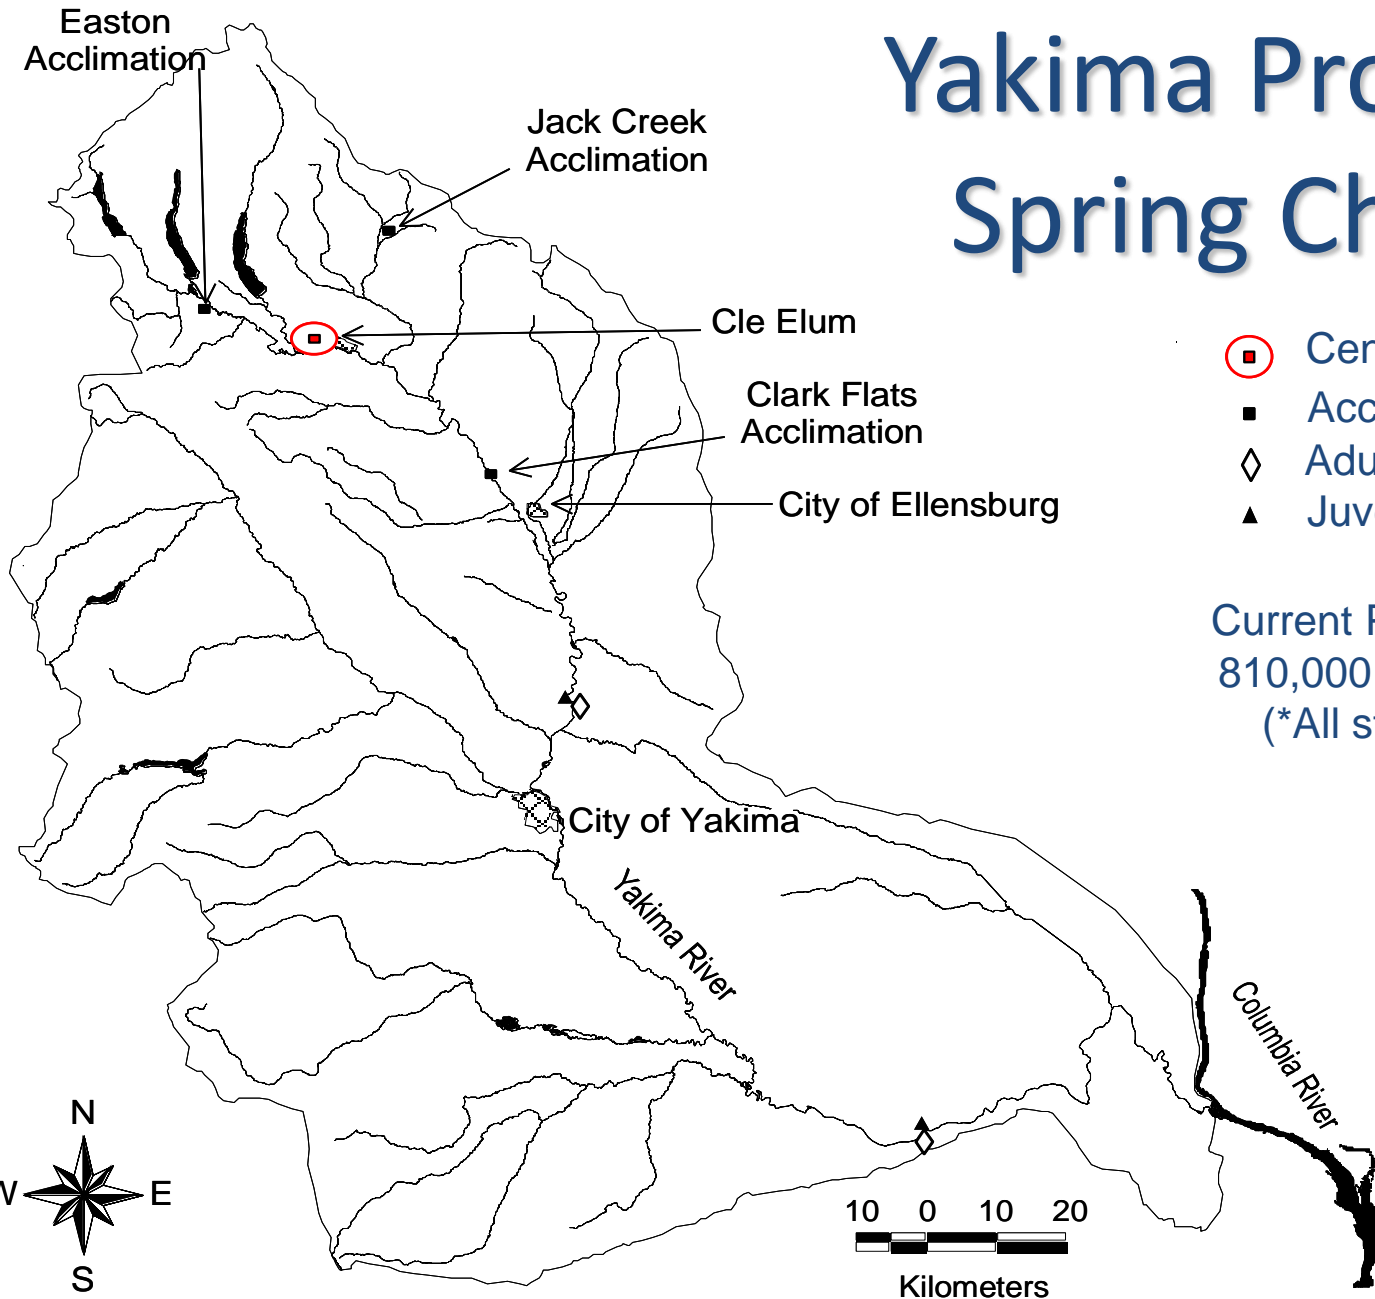 Easton
Acclimation
Yakima Pro
Spring Ch
Jack Creek
Acclimation
Cle Elum
Clark Flats
Acclimation
City of Ellensburg
Cen
Acc
Adu
Juv
Current
810,000
(*All s
City of Yakima
Yakima River
Columbia River
N
W E
S
10 0 10 20
Kilometers